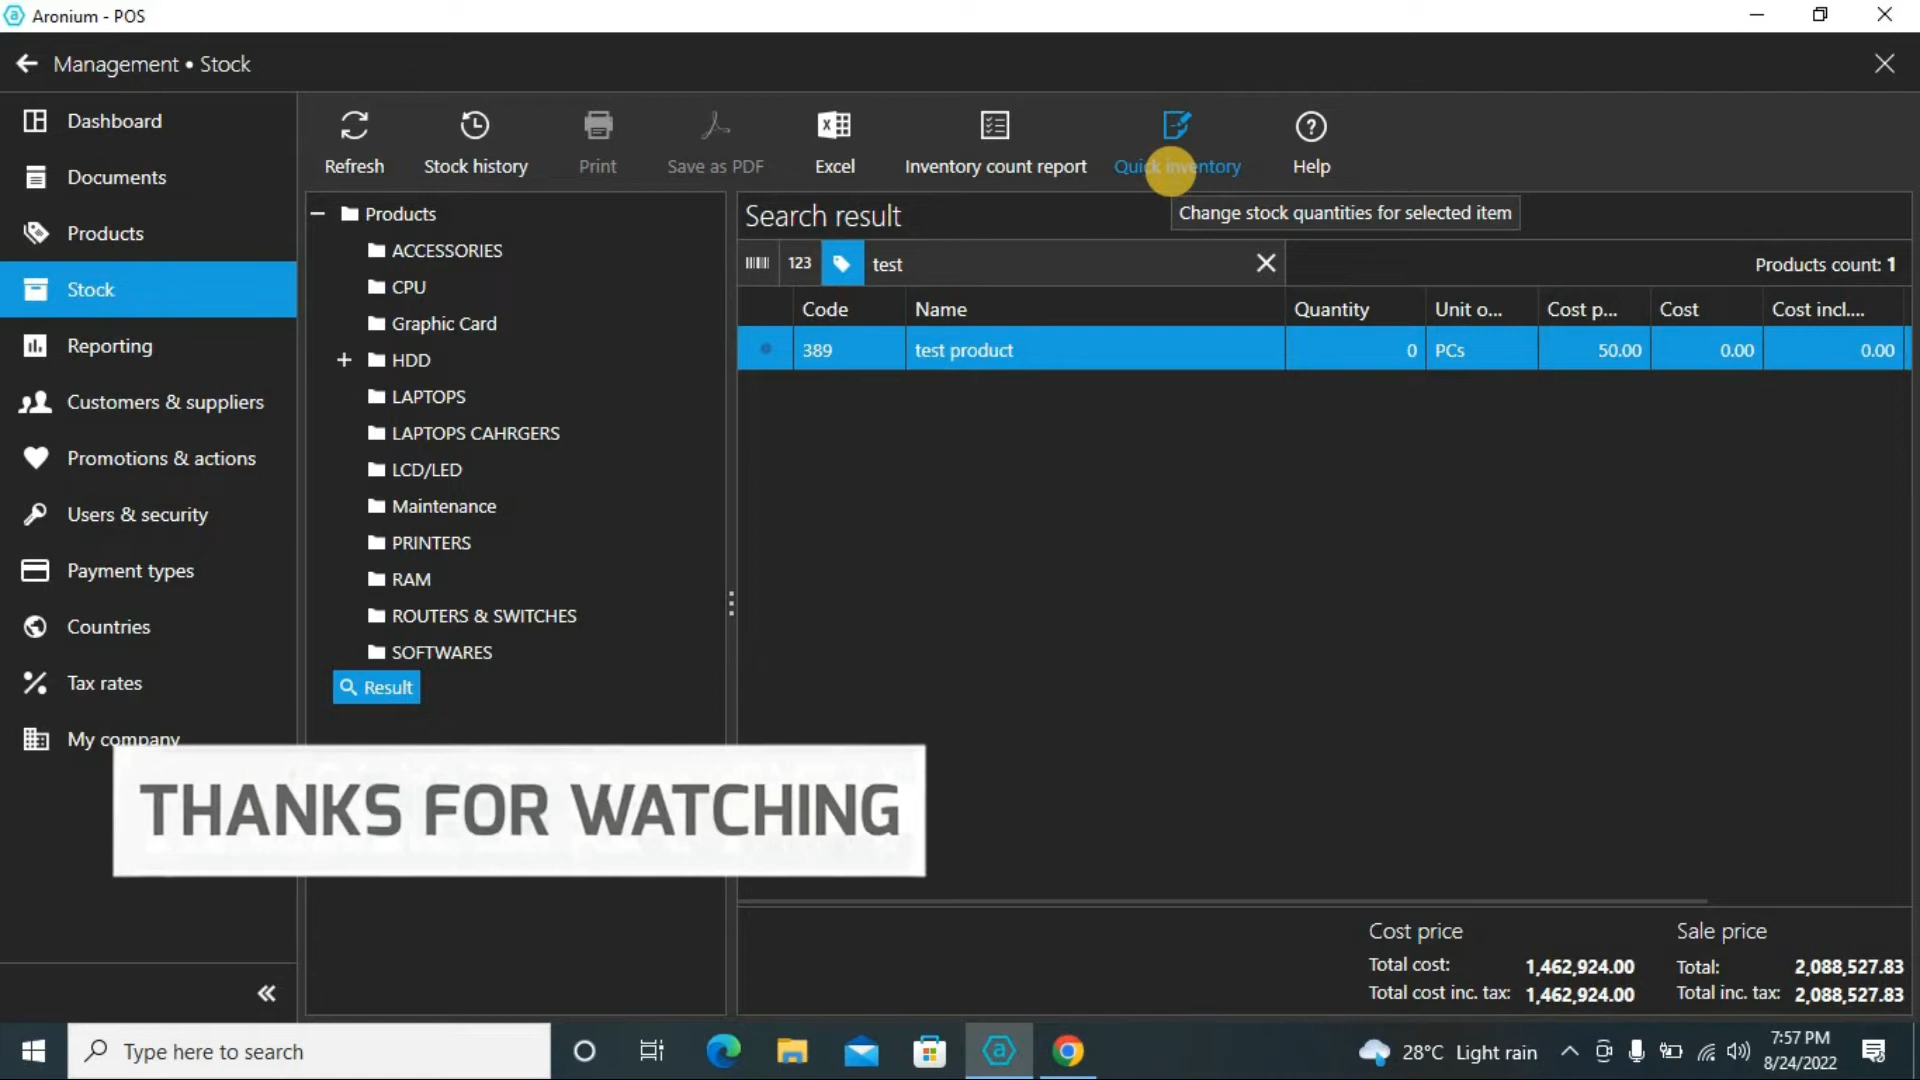 Aronium - POS
Management • Stock
Dashboard
Documents
Products
Stock
Reporting
Customers & suppliers
Promotions & actions
Users & security
Payment types
Countries
Tax rates
My company
Refresh
Stock history
Print
Save as PDF
Excel
Inventory count report
Quick inventory
Help
Change stock quantities for selected item
Products
ACCESSORIES
CPU
Graphic Card
HDD
LAPTOPS
LAPTOPS CAHRGERS
LCD/LED
Maintenance
PRINTERS
RAM
ROUTERS & SWITCHES
SOFTWARES
Result
Search result
123 test Products count: 1
Code Name Quantity Unit o... Cost p... Cost Cost incl....
389 test product 0 PCs 50.00 0.00 0.00
THANKS FOR WATCHING
Cost price
Total cost: 1,462,924.00
Total cost inc. tax: 1,462,924.00
Sale price
Total: 2,088,527.83
Total inc. tax: 2,088,527.83
Type here to search
28°C Light rain
7:57 PM
8/24/2022